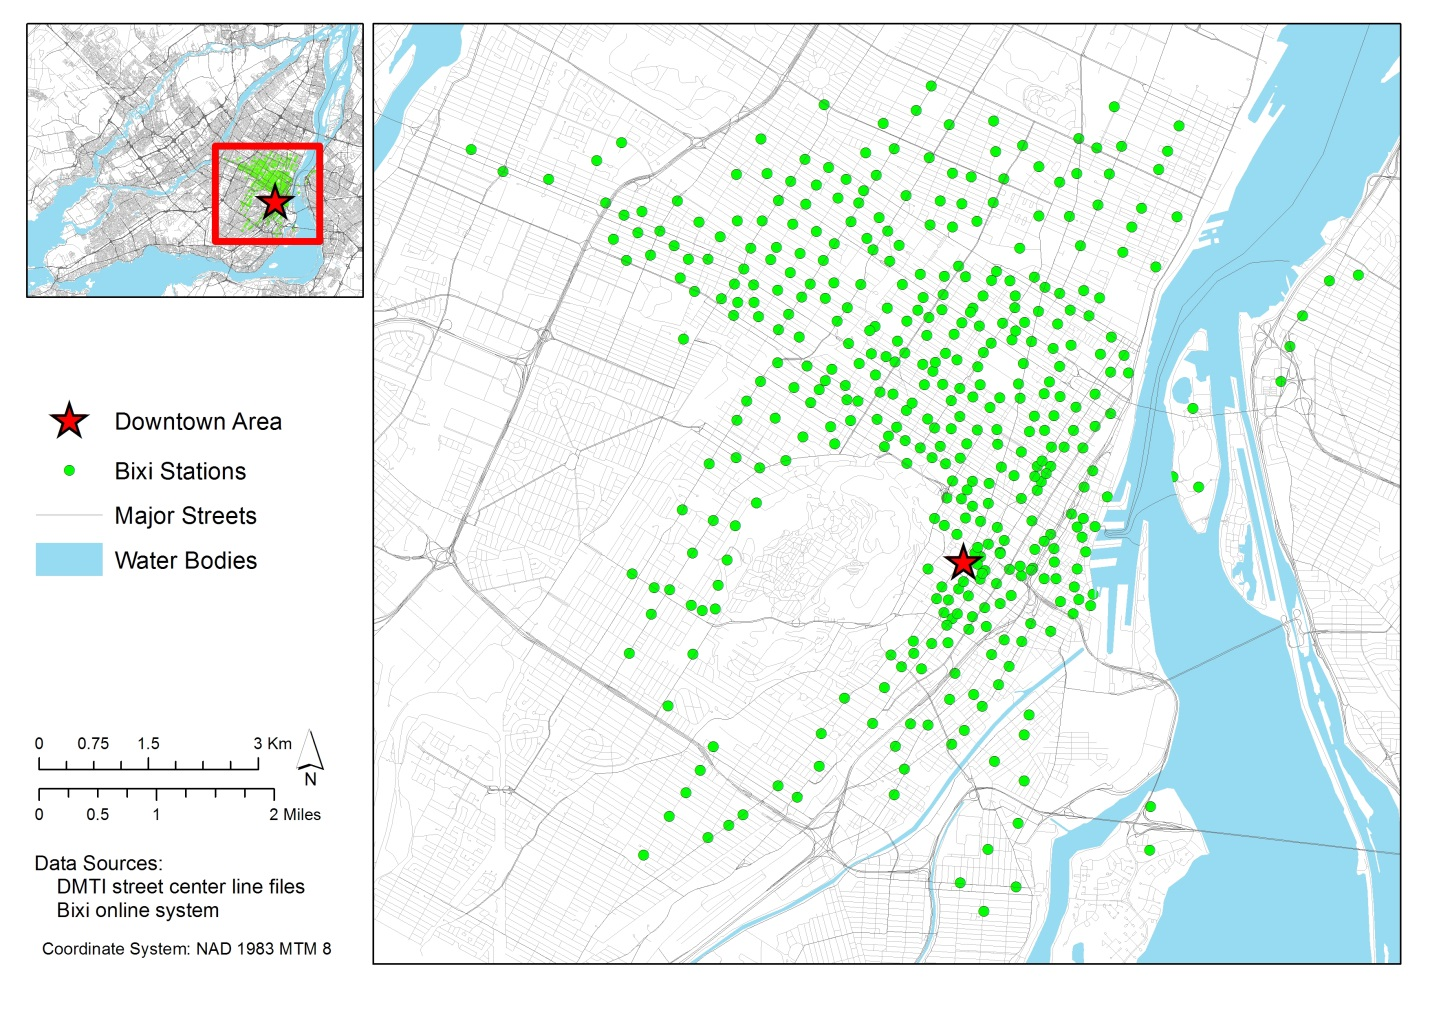 Downtown Area
Bixi Stations
Major Streets
Water Bodies
0 0.75 1.5 3 Km
N
0 0.5 1 2 Miles
Data Sources:
DMTI street center line files
Bixi online system
Coordinate System: NAD 1983 MTM 8